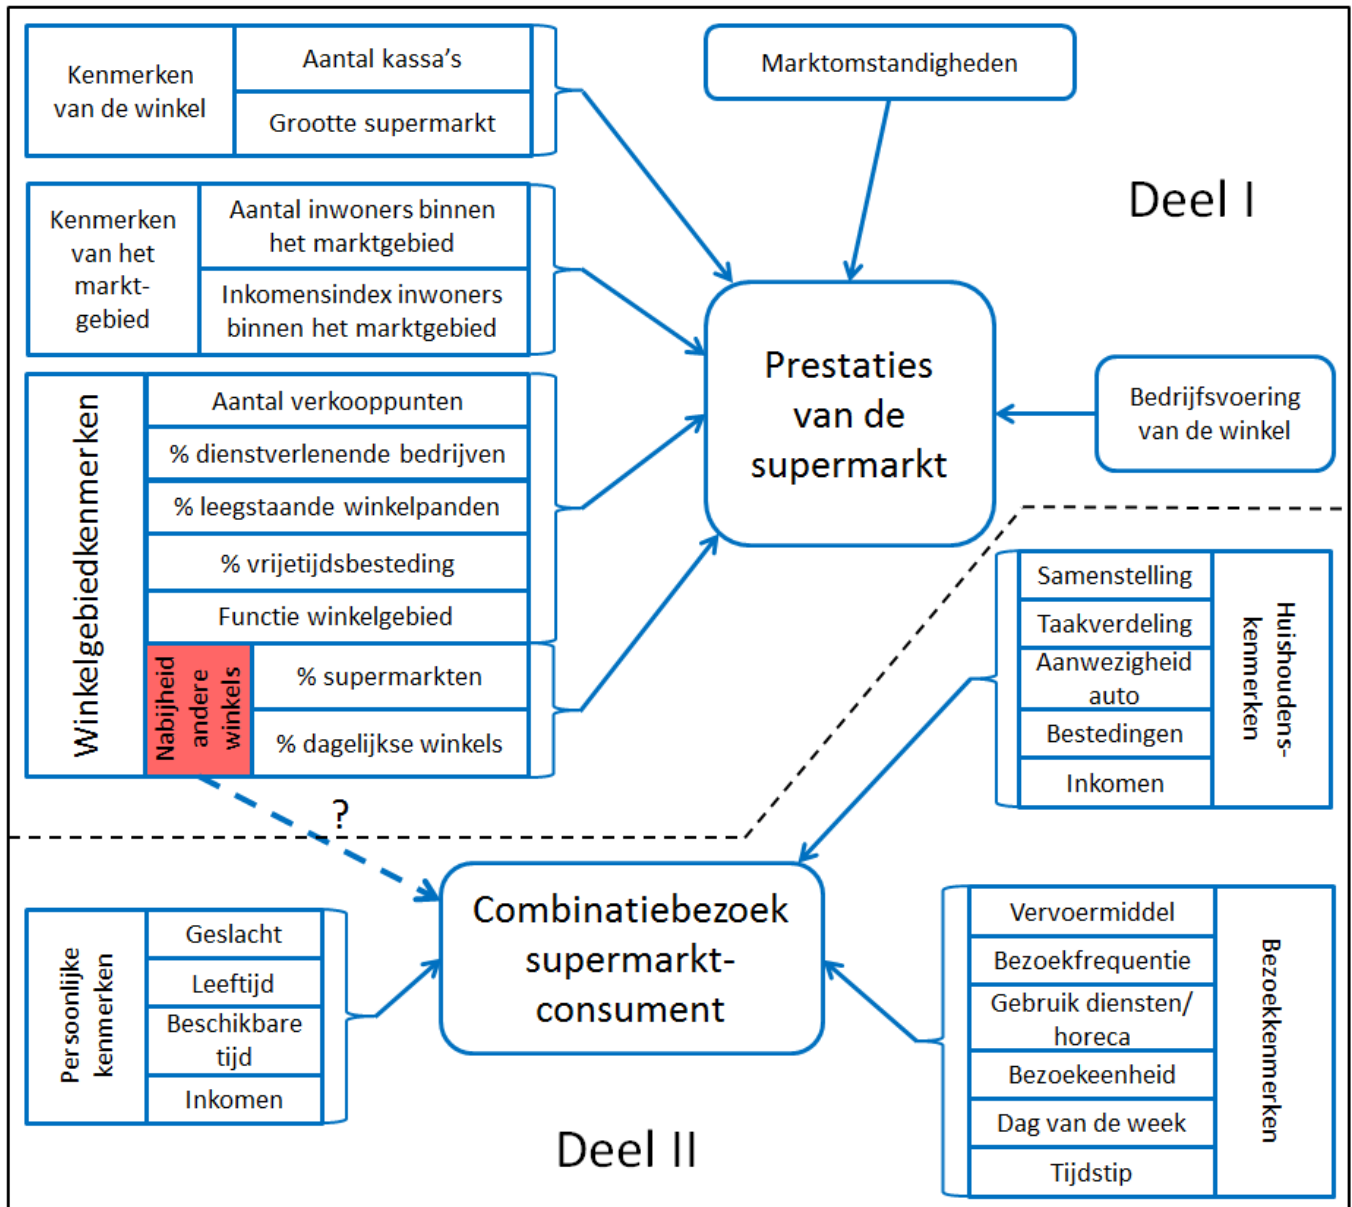 Kenmerken
van de winkel
Aantal kassa's
Grootte supermarkt
Marktomstandigheden
Deel I
Kenmerken
van het
markt-
gebied
Aantal inwoners binnen
het marktgebied
Inkomensindex inwoners
binnen het marktgebied
Prestaties
van de
supermarkt
Bedrijfsvoering
van de winkel
Winkelgebiedkenmerken
Aantal verkooppunten
% dienstverlenende bedrijven
% leegstaande winkelpanden
% vrijetijdsbesteding
Functie winkelgebied
Nabijheid
andere
winkels
% supermarkten
% dagelijkse winkels
?
Samenstelling
Taakverdeling
Aanwezigheid
auto
Bestedingen
Inkomen
Huishoudens-
kenmerken
Combinatiebezoek
supermarkt-
consument
Persoonlijke
kenmerken
Geslacht
Leeftijd
Beschikbare
tijd
Inkomen
Vervoermiddel
Bezoekfrequentie
Gebruik diensten/
horeca
Bezoekeenheid
Dag van de week
Tijdstip
Bezoekkenmerken
Deel II